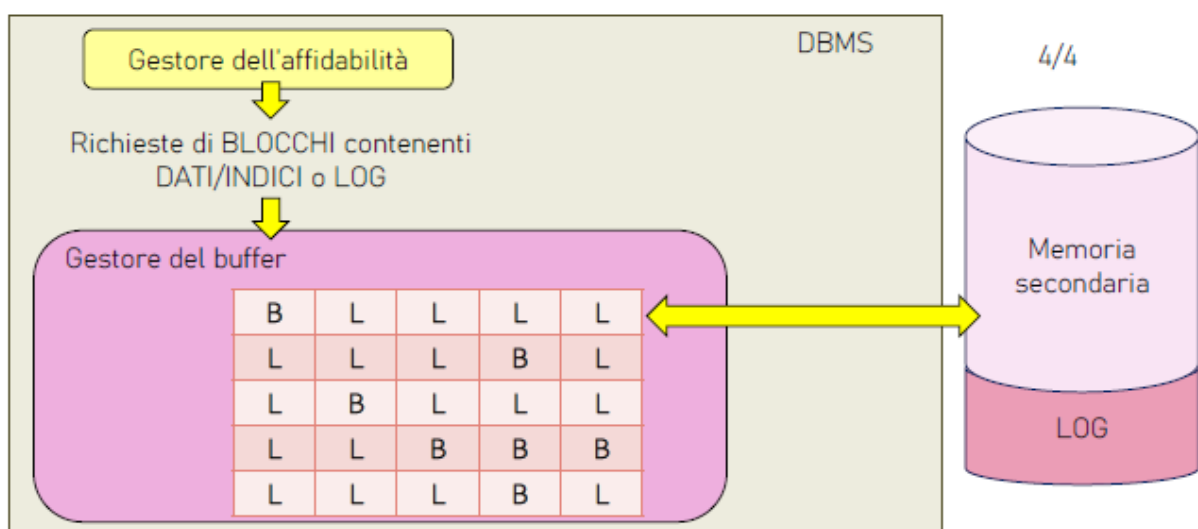 DBMS
4/4
Gestore dell'affidabilità
Richieste di BLOCCHI contenenti
DATI/INDICI o LOG
Gestore del buffer
B L L L L
L L L B L
L B L L L
L L B B B
L L L B L
Memoria
secondaria
LOG